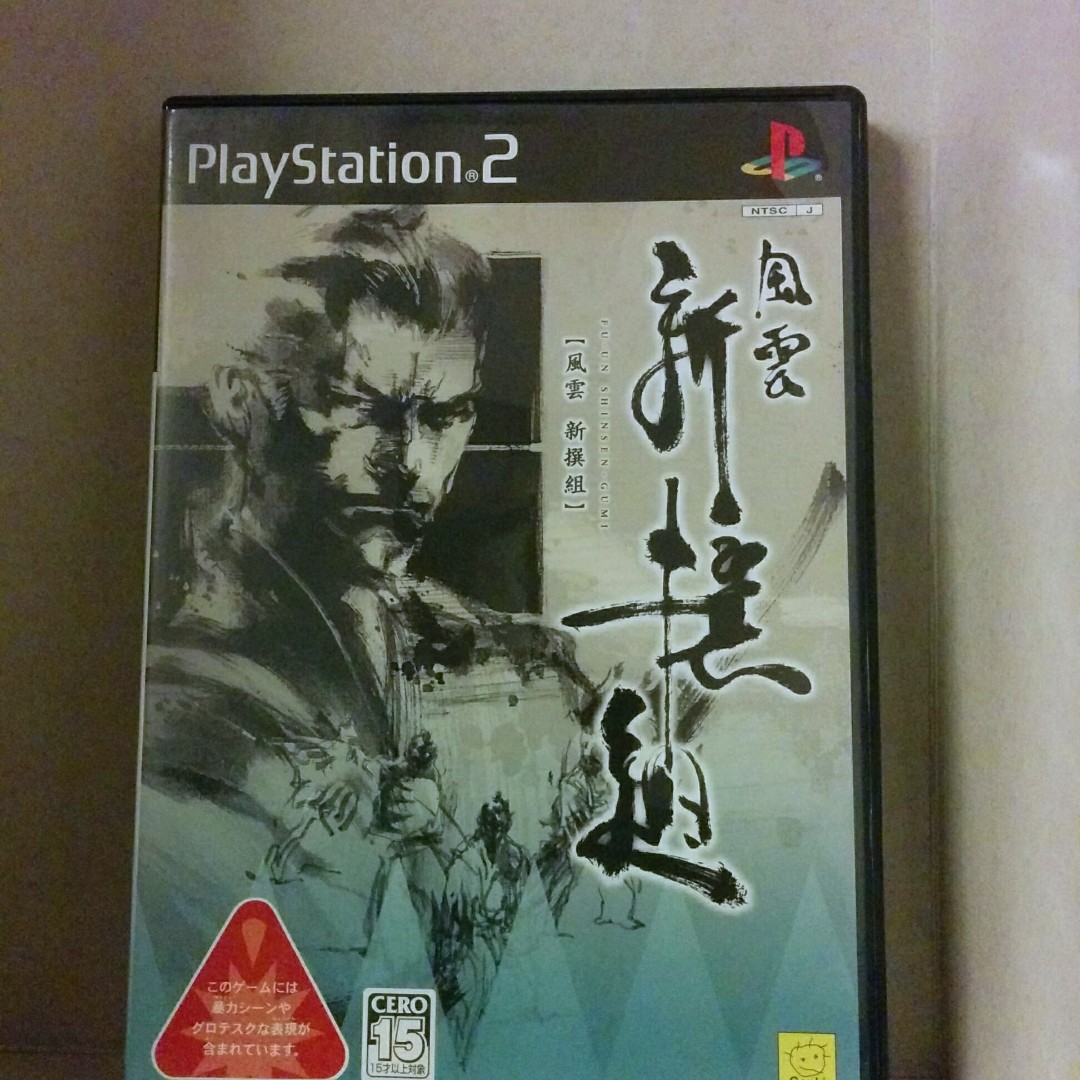 PlayStation®2
NTSC J
風雲
新撰組
FU UN SHINSEN-GUMI
【風雲 新撰組】
このゲームには
暴力シーンや
グロテスクな表現が
含まれています。
CERO
15
15才以上対象